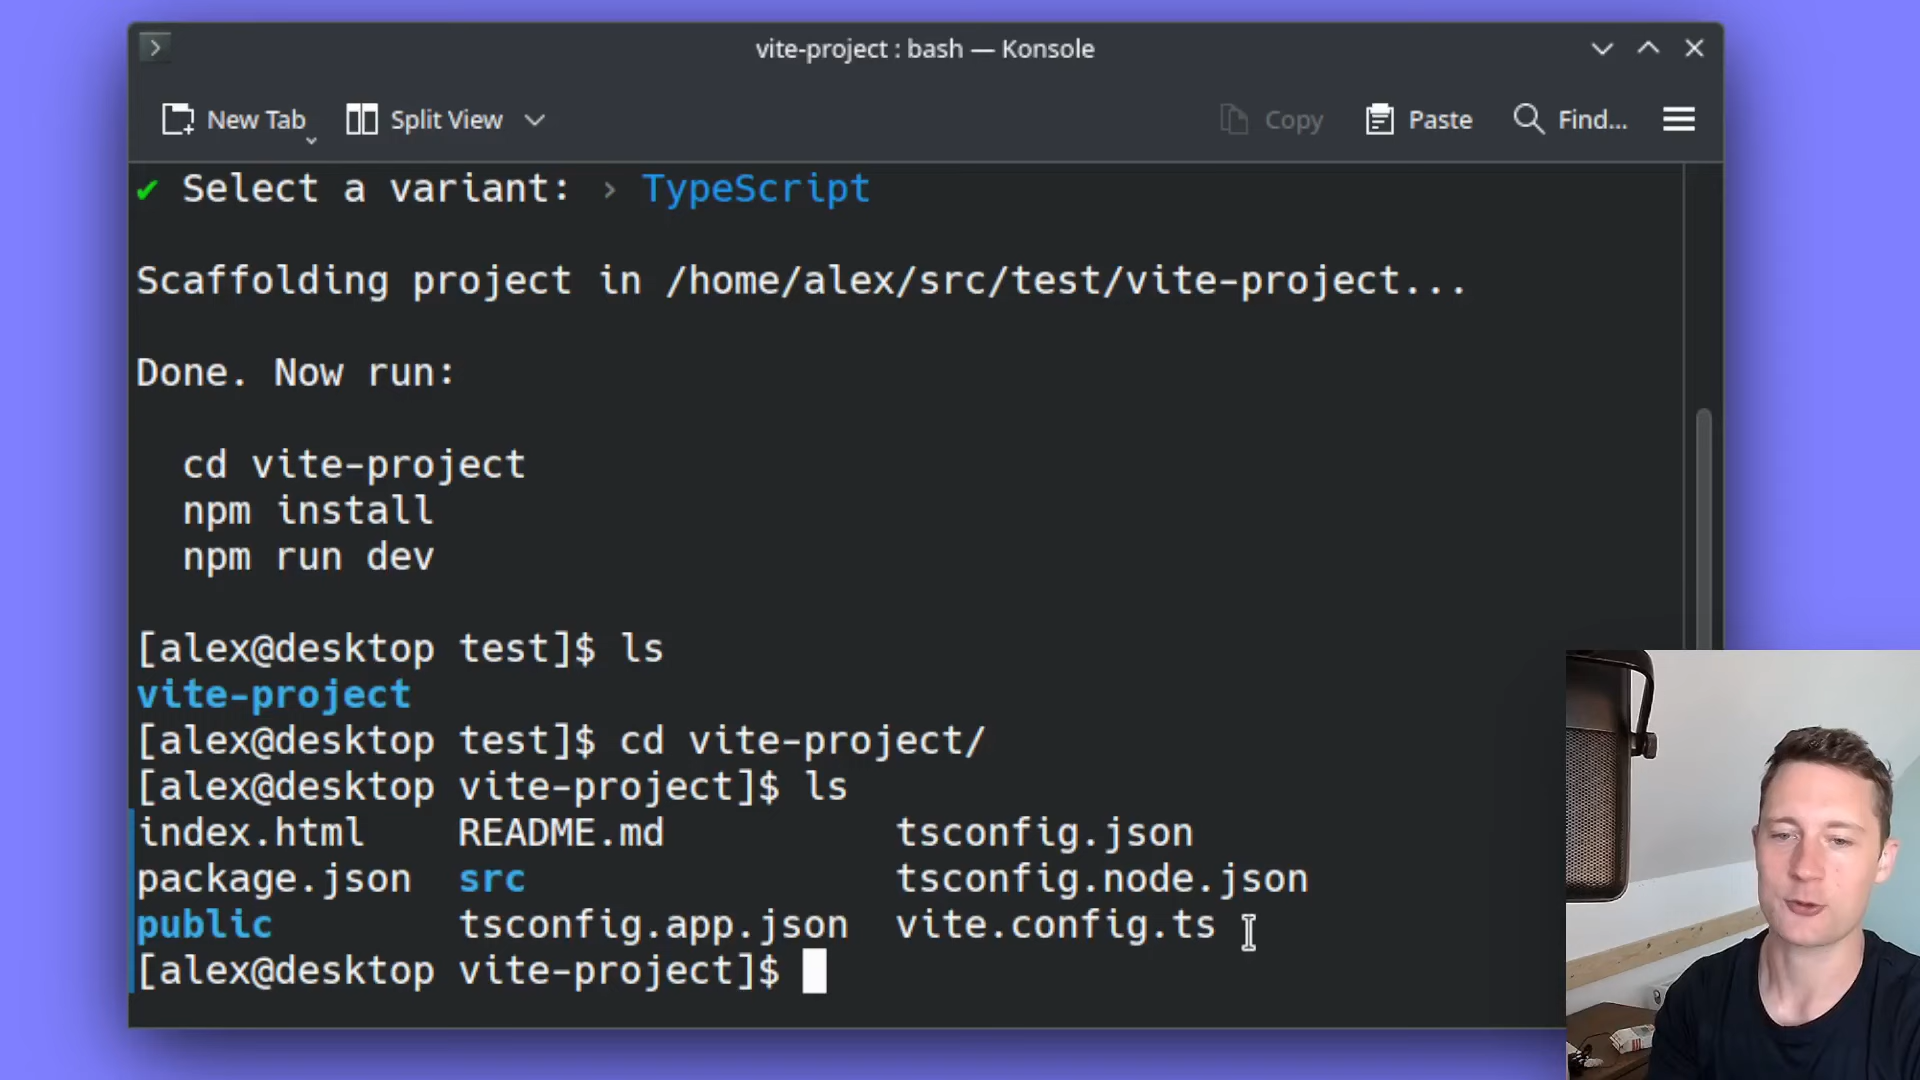 vite-project : bash — Konsole
New Tab Split View Copy Paste Find...
✔ Select a variant: › TypeScript
Scaffolding project in /home/alex/src/test/vite-project...
Done. Now run:
cd vite-project
npm install
npm run dev
[alex@desktop test]$ ls
vite-project
[alex@desktop test]$ cd vite-project/
[alex@desktop vite-project]$ ls
index.html README.md tsconfig.json
package.json src tsconfig.node.json
public tsconfig.app.json vite.config.ts
[alex@desktop vite-project]$